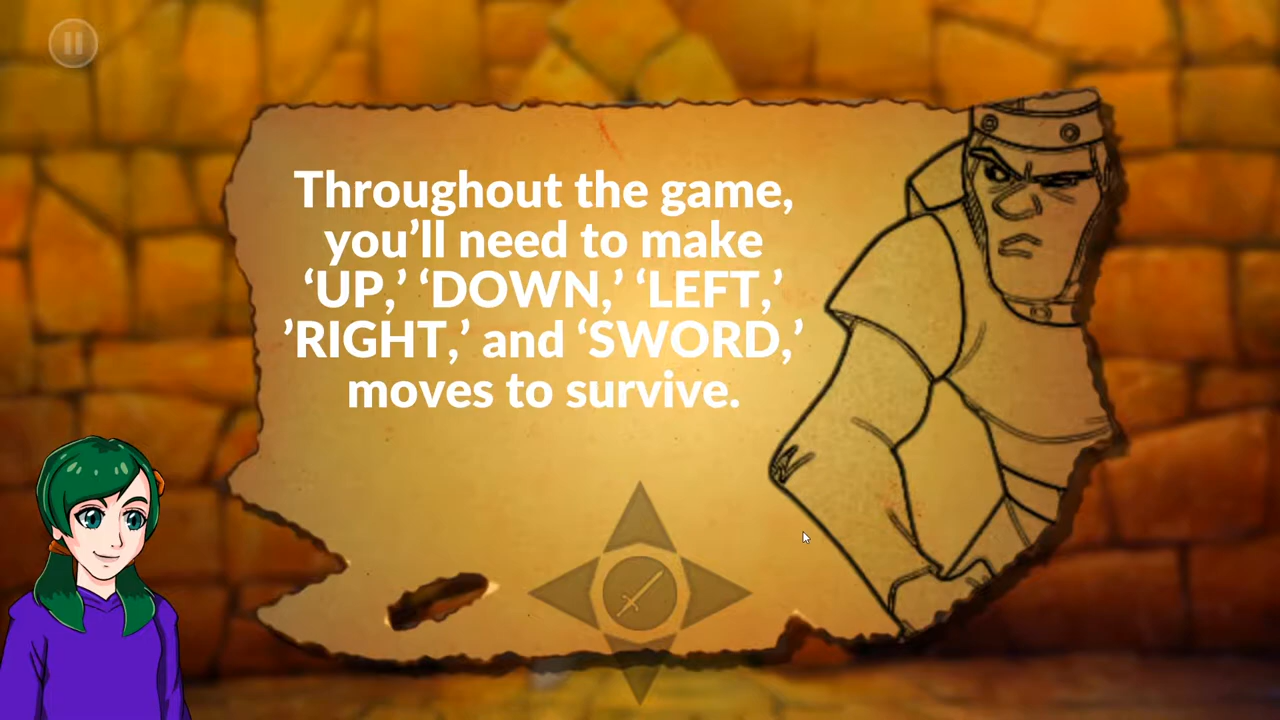 Throughout the game,
you’ll need to make
‘UP,’ ‘DOWN,’ ‘LEFT,’
’RIGHT,’ and ‘SWORD,’
moves to survive.